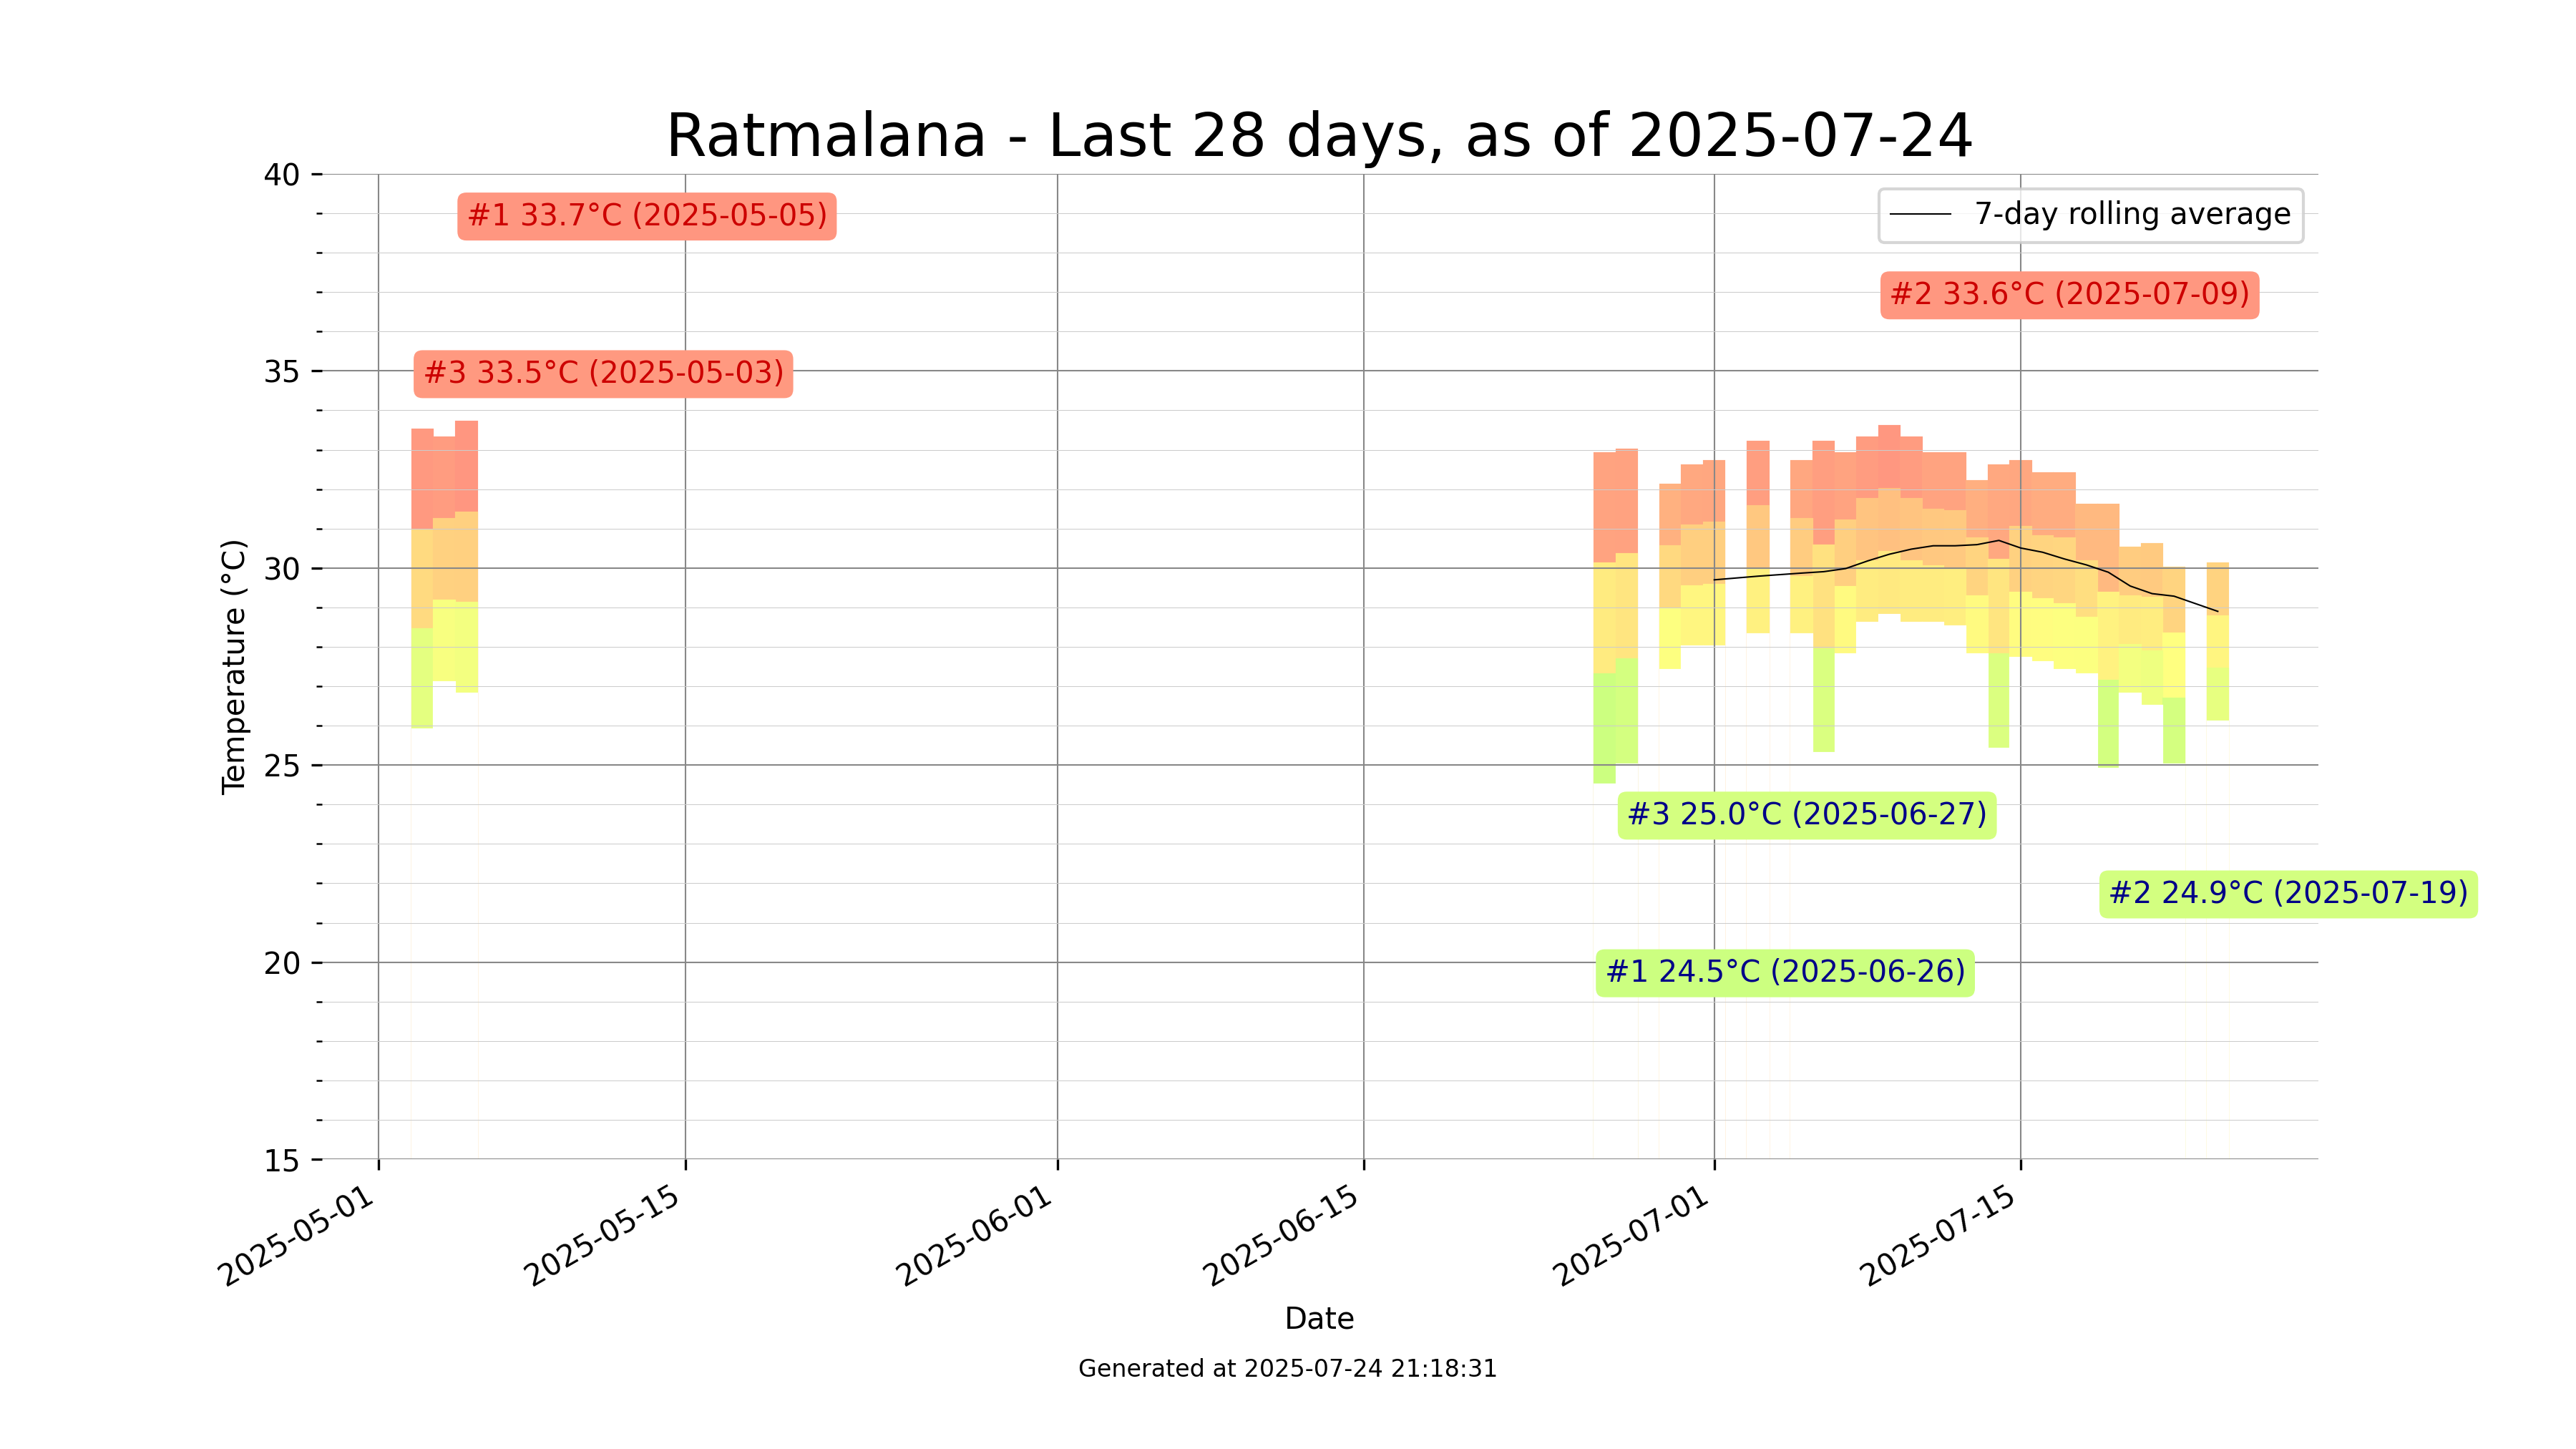 Ratmalana - Last 28 days, as of 2025-07-24
40
35
30
25
20
15
Temperature (°C)
#1 33.7°C (2025-05-05)
7-day rolling average
#2 33.6°C (2025-07-09)
#3 33.5°C (2025-05-03)
#3 25.0°C (2025-06-27)
#2 24.9°C (2025-07-19)
#1 24.5°C (2025-06-26)
2025-05-01
2025-05-15
2025-06-01
2025-06-15
2025-07-01
2025-07-15
Date
Generated at 2025-07-24 21:18:31